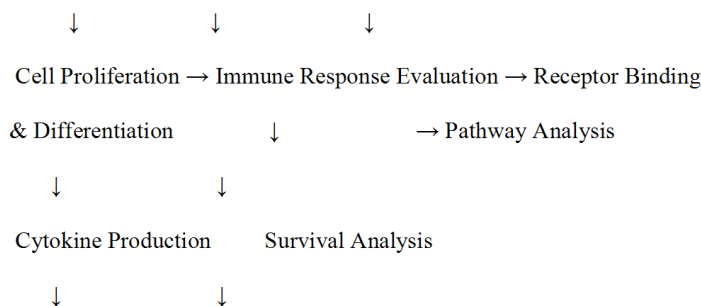 ↓ ↓ ↓
Cell Proliferation → Immune Response Evaluation → Receptor Binding
& Differentiation ↓ → Pathway Analysis
↓ ↓
Cytokine Production Survival Analysis
↓ ↓